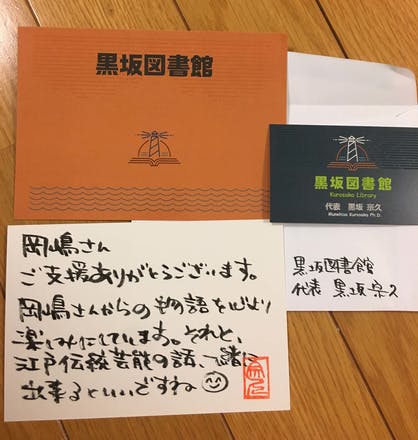 黒坂図書館
黒坂図書館
Kurosaka Library
代表 黒坂 宗久
Munehisa Kurosaka Ph.D.
黒坂図書館
代表 黒坂 宗久
岡嶋さん
ご支援ありがとうございます。
岡嶋さんからの物語を心より
楽しみにしています。それと、
江戸伝統芸能の話、一緒に
出来るといいですね